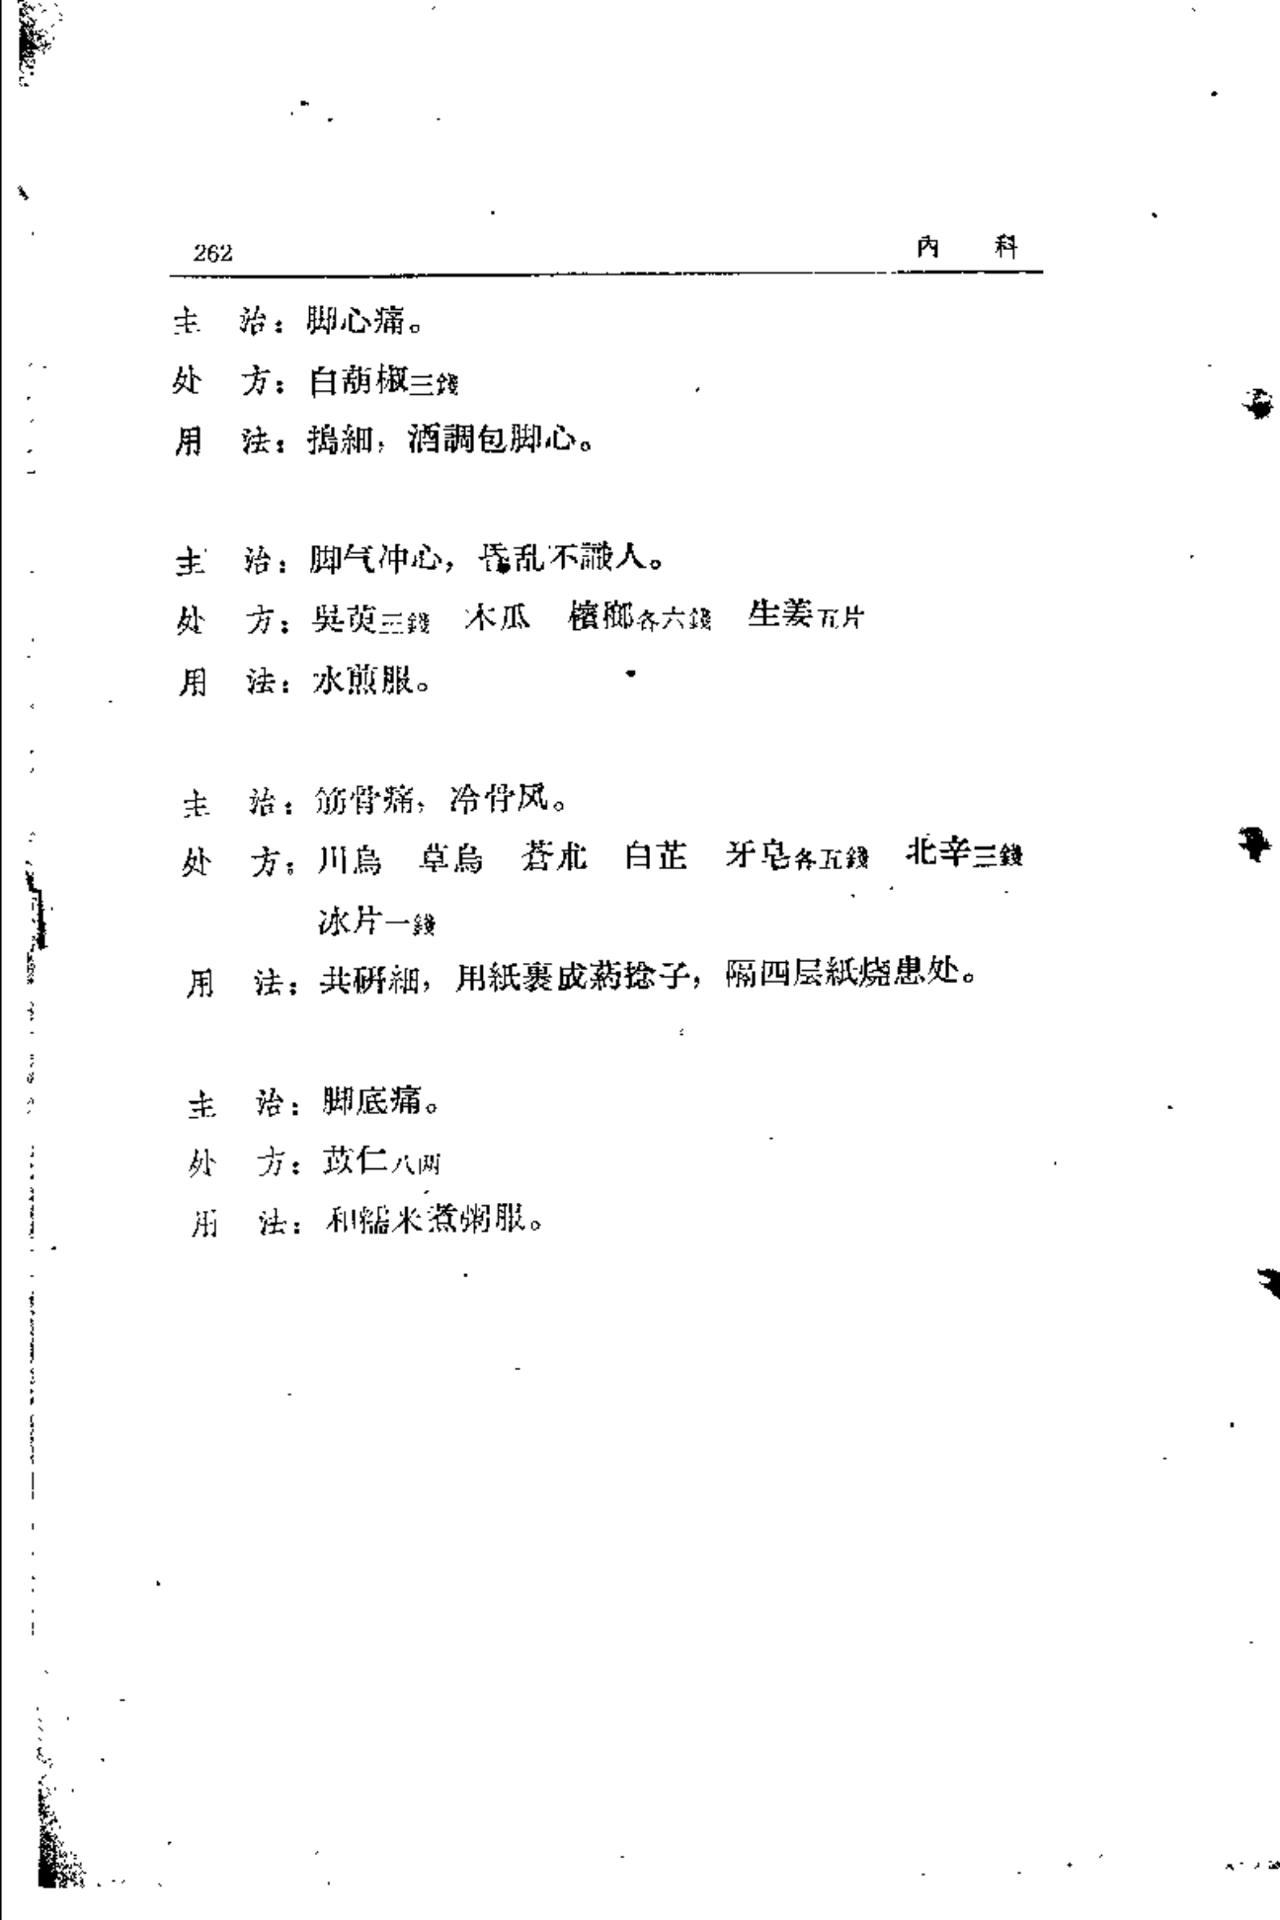 262 內 科
主 治：脚心痛。
处 方：白葫椒三錢
用 法：搗細，酒調包脚心。
主 治：脚气冲心，昏乱不識人。
处 方：吳萸三錢 木瓜 檳榔各六錢 生姜五片
用 法：水煎服。
主 治：筋骨痛，冷骨风。
处 方：川烏 草烏 蒼朮 白芷 牙皂各五錢 北辛三錢
冰片一錢
用 法：共研細，用紙裹成葯捻子，隔四层紙烧患处。
主 治：脚底痛。
处 方：苡仁八两
用 法：和糯米煮粥服。